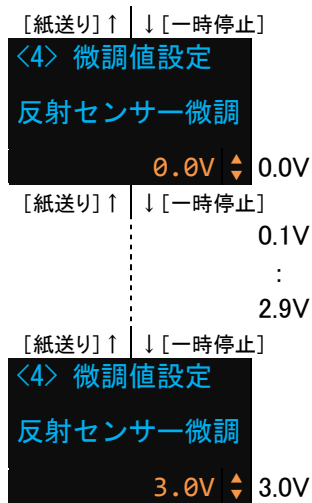 [紙送り]↑ ↓[一時停止]
<4> 微調値設定
反射センサー微調
0.0V 0.0V
[紙送り]↑ ↓[一時停止]
0.1V
:
2.9V
[紙送り]↑ ↓[一時停止]
<4> 微調値設定
反射センサー微調
3.0V 3.0V